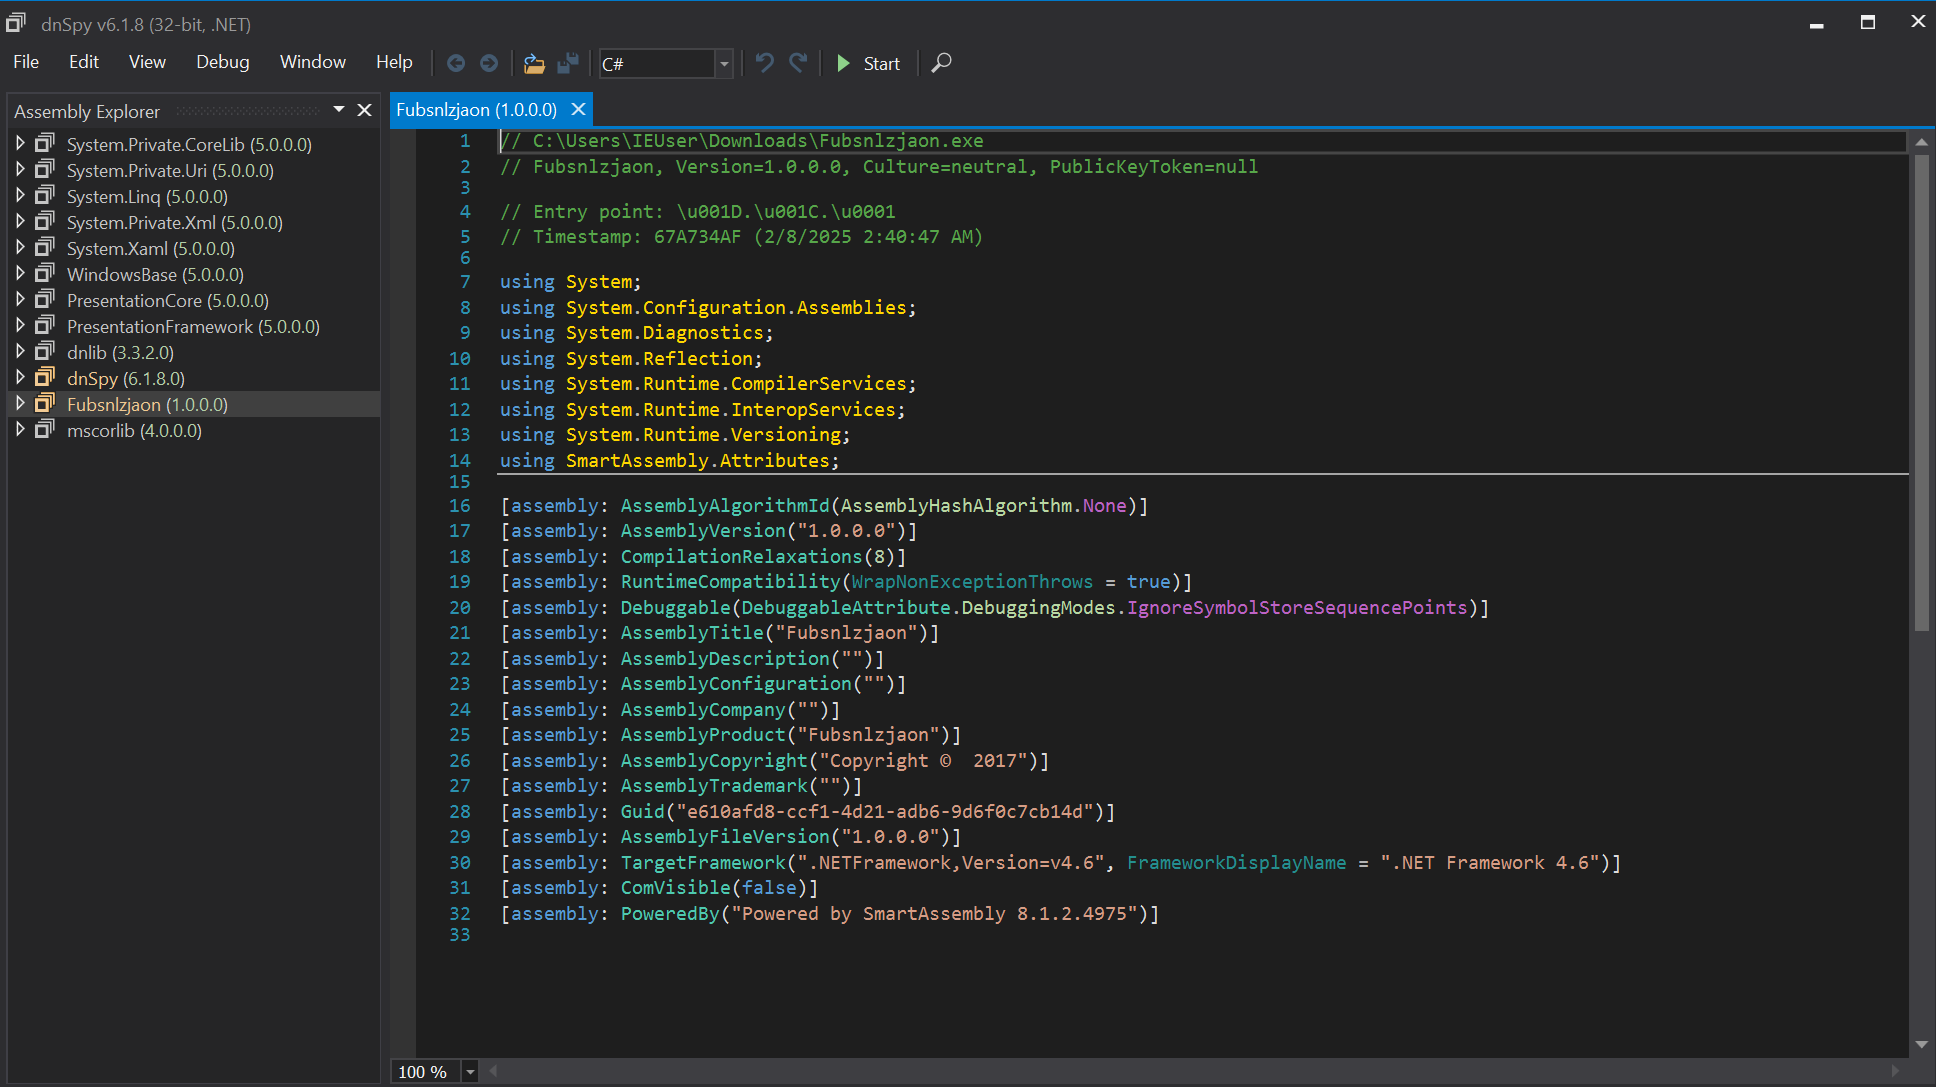 dnSpy v6.1.8 (32-bit, .NET)
File Edit View Debug Window Help C# Start
Assembly Explorer
System.Private.CoreLib (5.0.0.0)
System.Private.Uri (5.0.0.0)
System.Linq (5.0.0.0)
System.Private.Xml (5.0.0.0)
System.Xaml (5.0.0.0)
WindowsBase (5.0.0.0)
PresentationCore (5.0.0.0)
PresentationFramework (5.0.0.0)
dnlib (3.3.2.0)
dnSpy (6.1.8.0)
Fubsnlzjaon (1.0.0.0)
mscorlib (4.0.0.0)
Fubsnlzjaon (1.0.0.0)
1 // C:\Users\IEUser\Downloads\Fubsnlzjaon.exe
2 // Fubsnlzjaon, Version=1.0.0.0, Culture=neutral, PublicKeyToken=null
3
4 // Entry point: \u001D.\u001C.\u0001
5 // Timestamp: 67A734AF (2/8/2025 2:40:47 AM)
6
7 using System;
8 using System.Configuration.Assemblies;
9 using System.Diagnostics;
10 using System.Reflection;
11 using System.Runtime.CompilerServices;
12 using System.Runtime.InteropServices;
13 using System.Runtime.Versioning;
14 using SmartAssembly.Attributes;
15
16 [assembly: AssemblyAlgorithmId(AssemblyHashAlgorithm.None)]
17 [assembly: AssemblyVersion("1.0.0.0")]
18 [assembly: CompilationRelaxations(8)]
19 [assembly: RuntimeCompatibility(WrapNonExceptionThrows = true)]
20 [assembly: Debuggable(DebuggableAttribute.DebuggingModes.IgnoreSymbolStoreSequencePoints)]
21 [assembly: AssemblyTitle("Fubsnlzjaon")]
22 [assembly: AssemblyDescription("")]
23 [assembly: AssemblyConfiguration("")]
24 [assembly: AssemblyCompany("")]
25 [assembly: AssemblyProduct("Fubsnlzjaon")]
26 [assembly: AssemblyCopyright("Copyright ©  2017")]
27 [assembly: AssemblyTrademark("")]
28 [assembly: Guid("e610afd8-ccf1-4d21-adb6-9d6f0c7cb14d")]
29 [assembly: AssemblyFileVersion("1.0.0.0")]
30 [assembly: TargetFramework(".NETFramework,Version=v4.6", FrameworkDisplayName = ".NET Framework 4.6")]
31 [assembly: ComVisible(false)]
32 [assembly: PoweredBy("Powered by SmartAssembly 8.1.2.4975")]
33
100 %